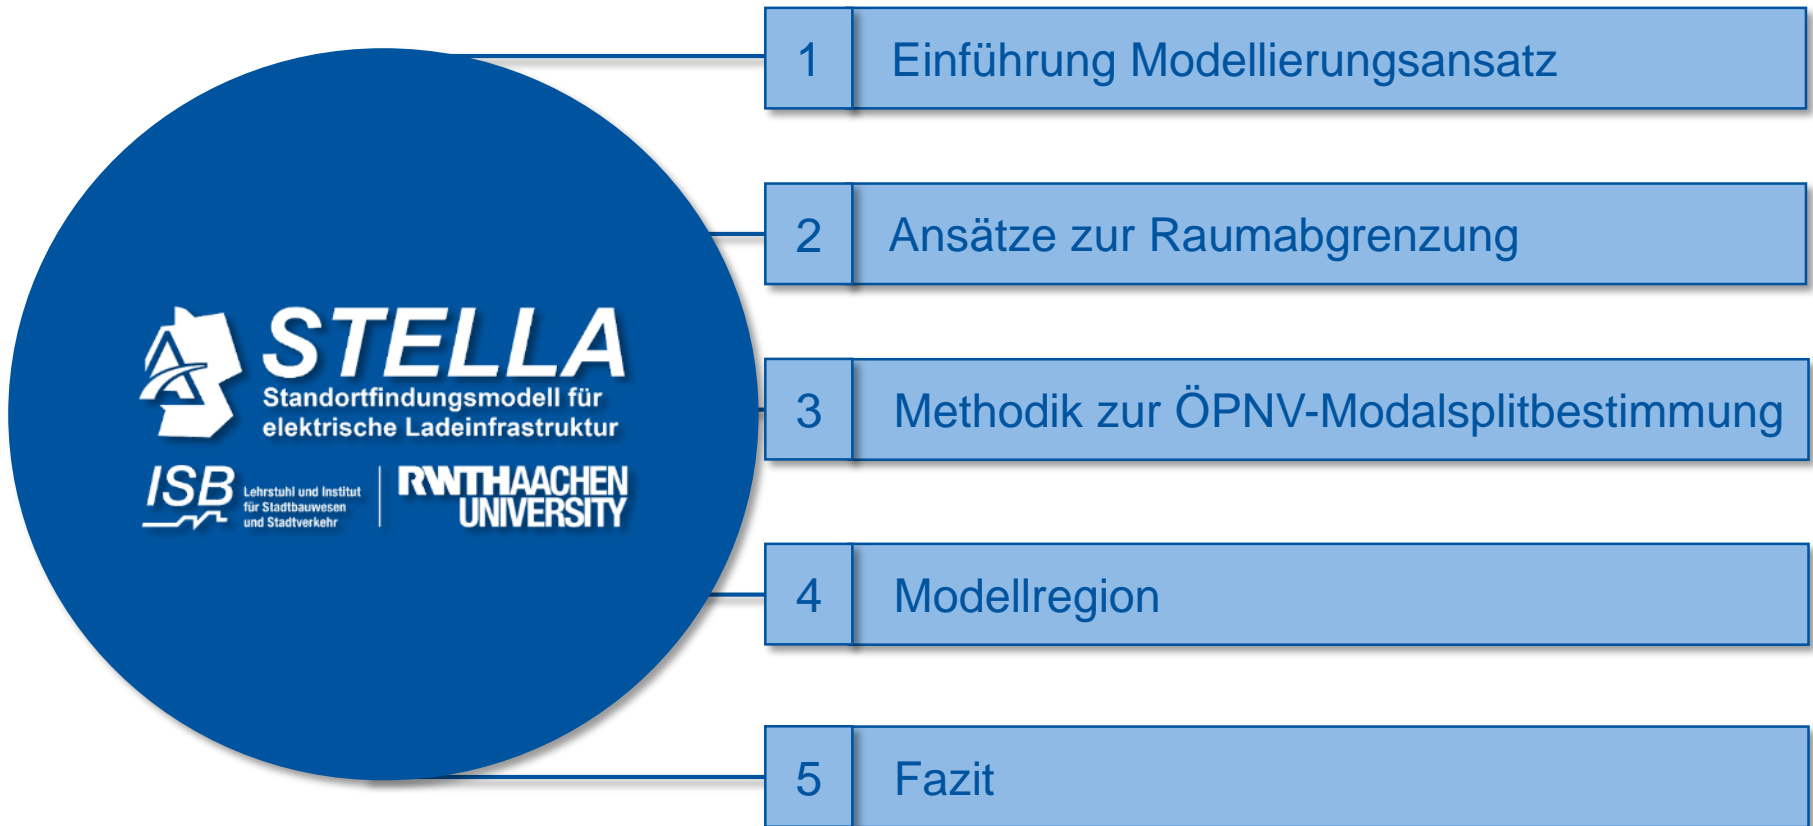 STELLA
Standortfindungsmodell für
elektrische Ladeinfrastruktur
ISB
Lehrstuhl und Institut
für Stadtbauwesen
und Stadtverkehr
RWTHAACHEN
UNIVERSITY
1 Einführung Modellierungsansatz
2 Ansätze zur Raumabgrenzung
3 Methodik zur ÖPNV-Modalsplitbestimmung
4 Modellregion
5 Fazit